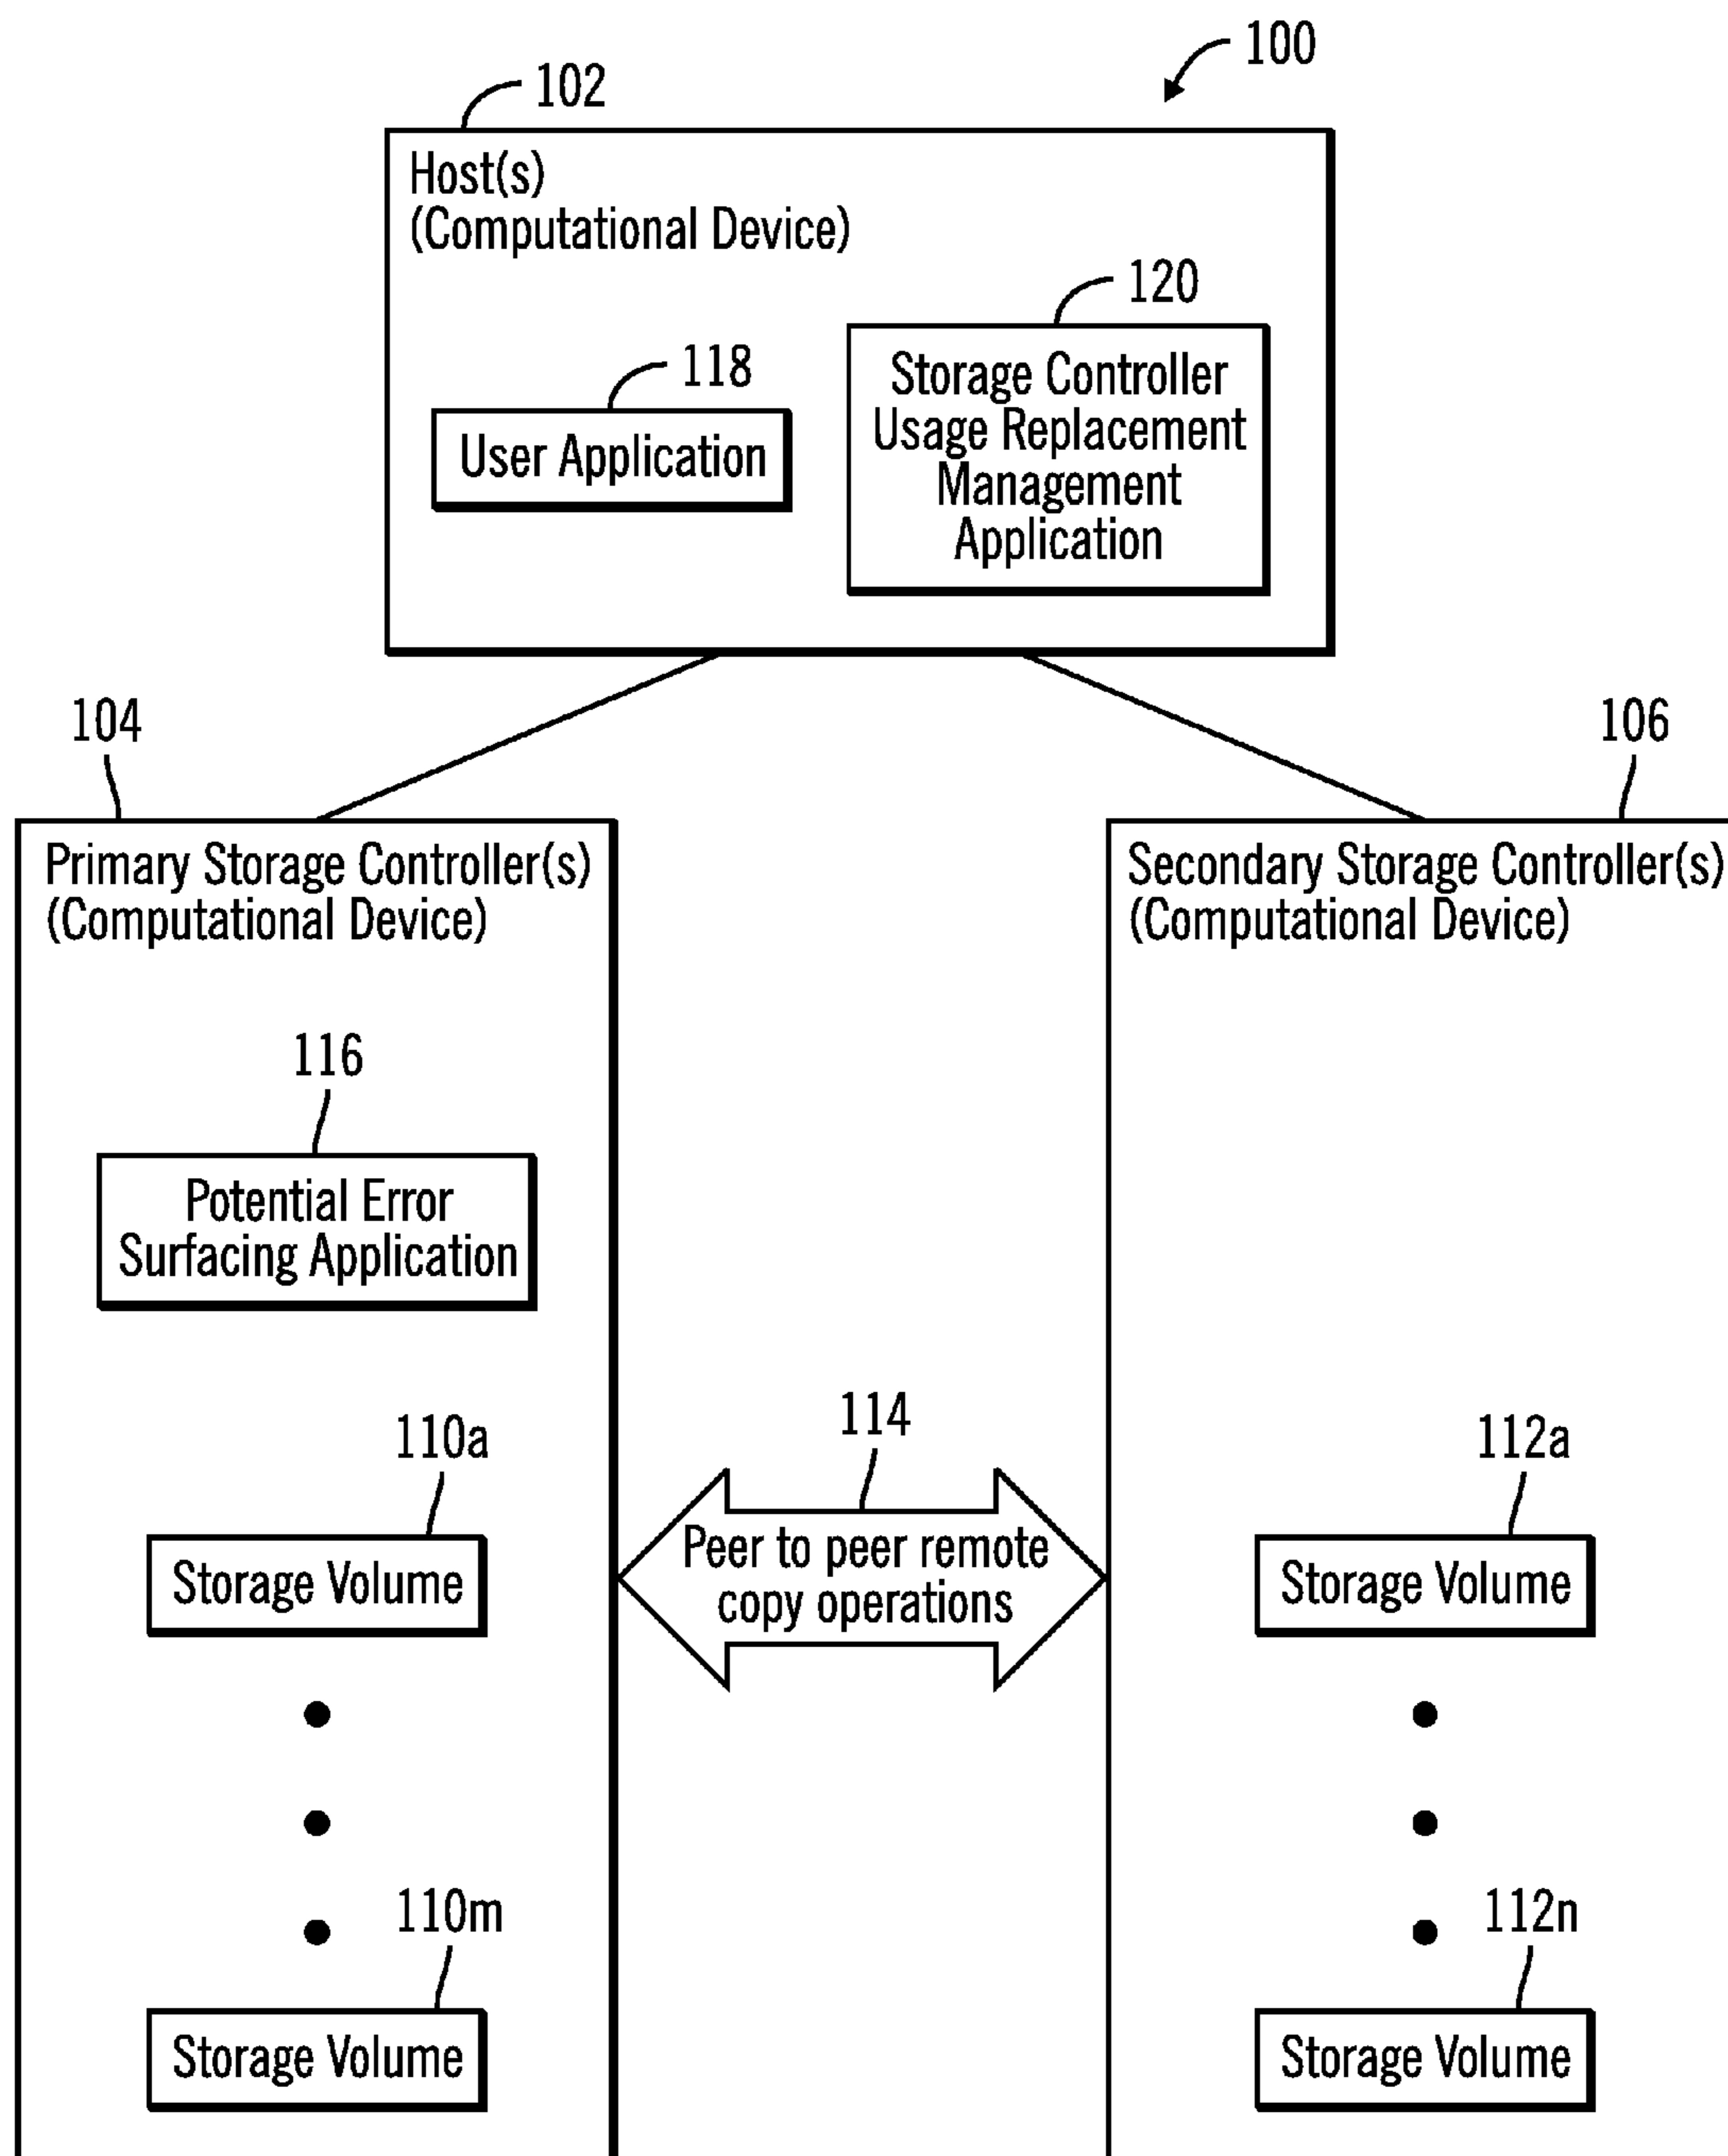 100
102
Host(s)
(Computational Device)
120
118
Storage Controller
Usage Replacement
Management
Application
User Application
104
106
Primary Storage Controller(s)
(Computational Device)
Secondary Storage Controller(s)
(Computational Device)
116
Potential Error
Surfacing Application
110a
114
112a
Storage Volume
Peer to peer remote
copy operations
Storage Volume
110m
112n
Storage Volume
Storage Volume